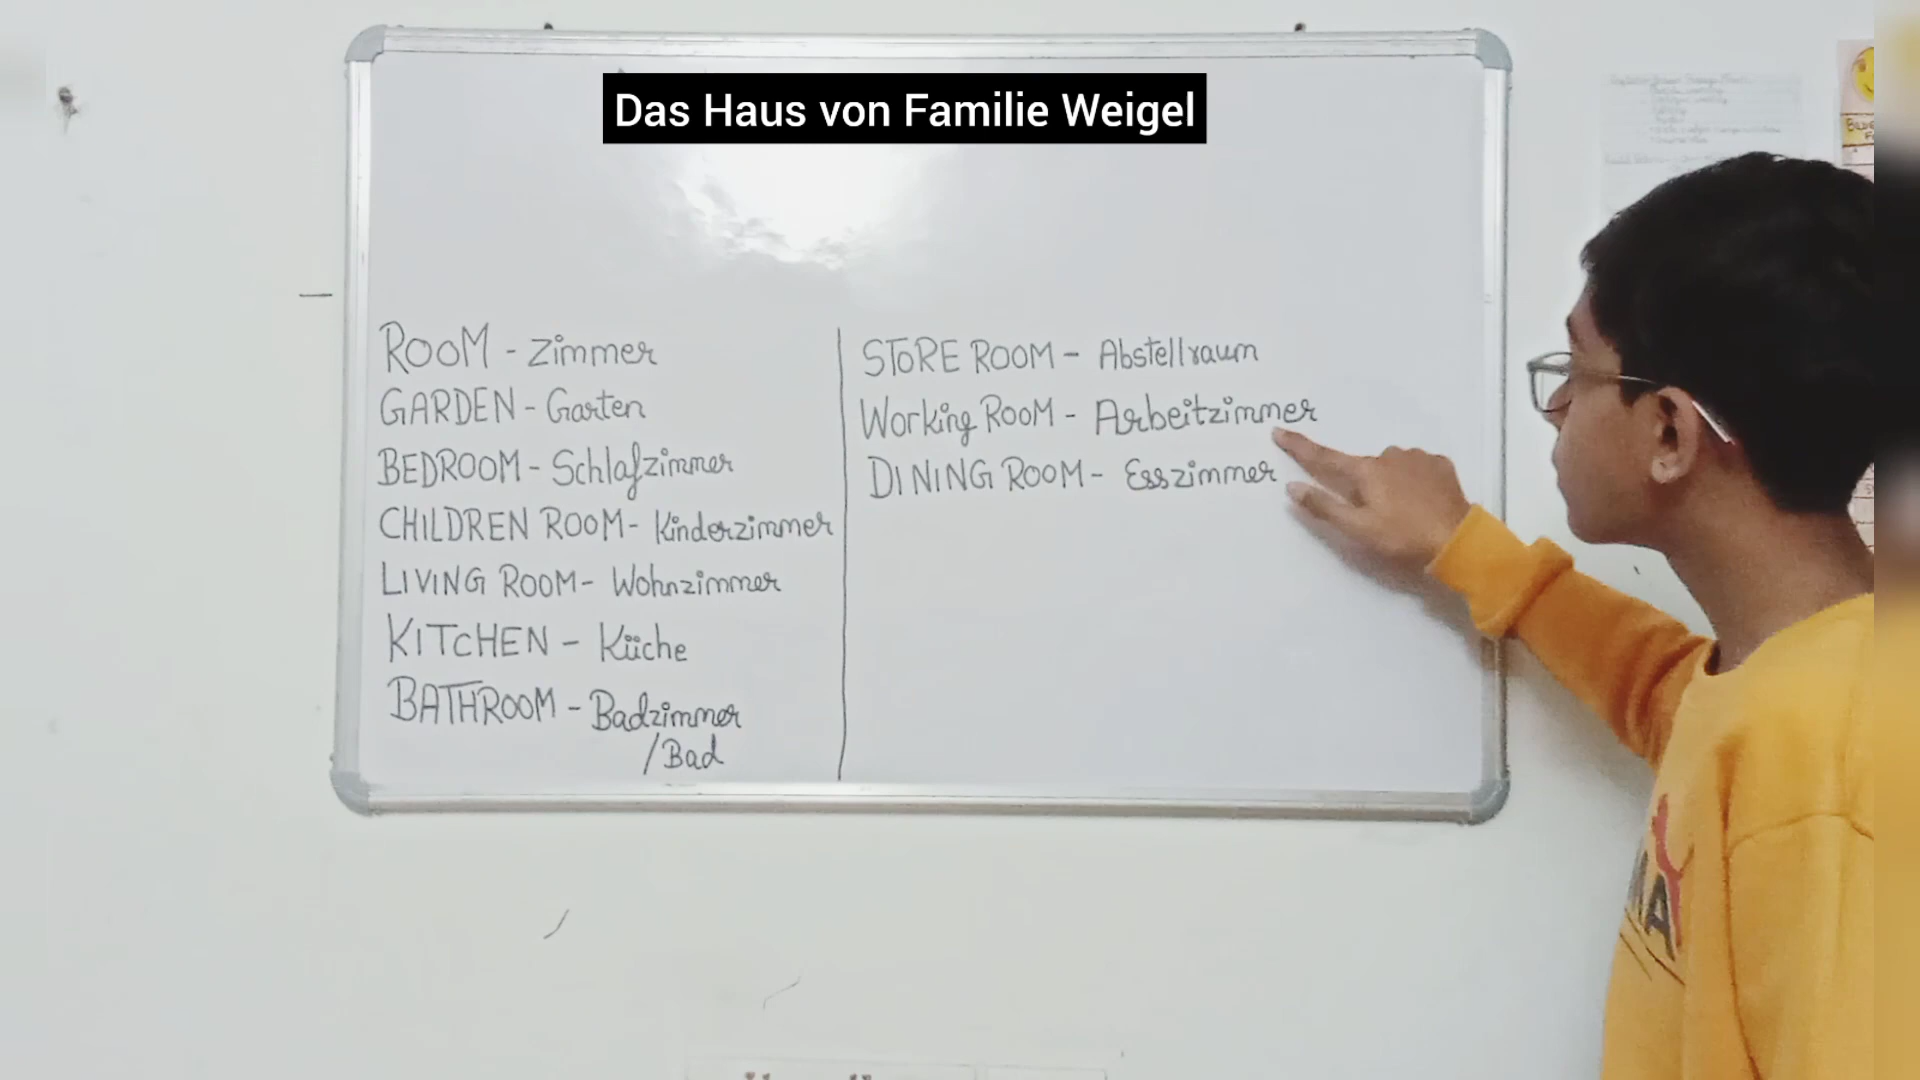 Das Haus von Familie Weigel
ROOM - Zimmer
GARDEN - Garten
BEDROOM - Schlafzimmer
CHILDREN ROOM - Kinderzimmer
LIVING ROOM - Wohnzimmer
KITCHEN - Küche
BATHROOM - Badzimmer
/Bad
STORE ROOM - Abstellraum
Working ROOM - Arbeitzimmer
DINING ROOM - Esszimmer